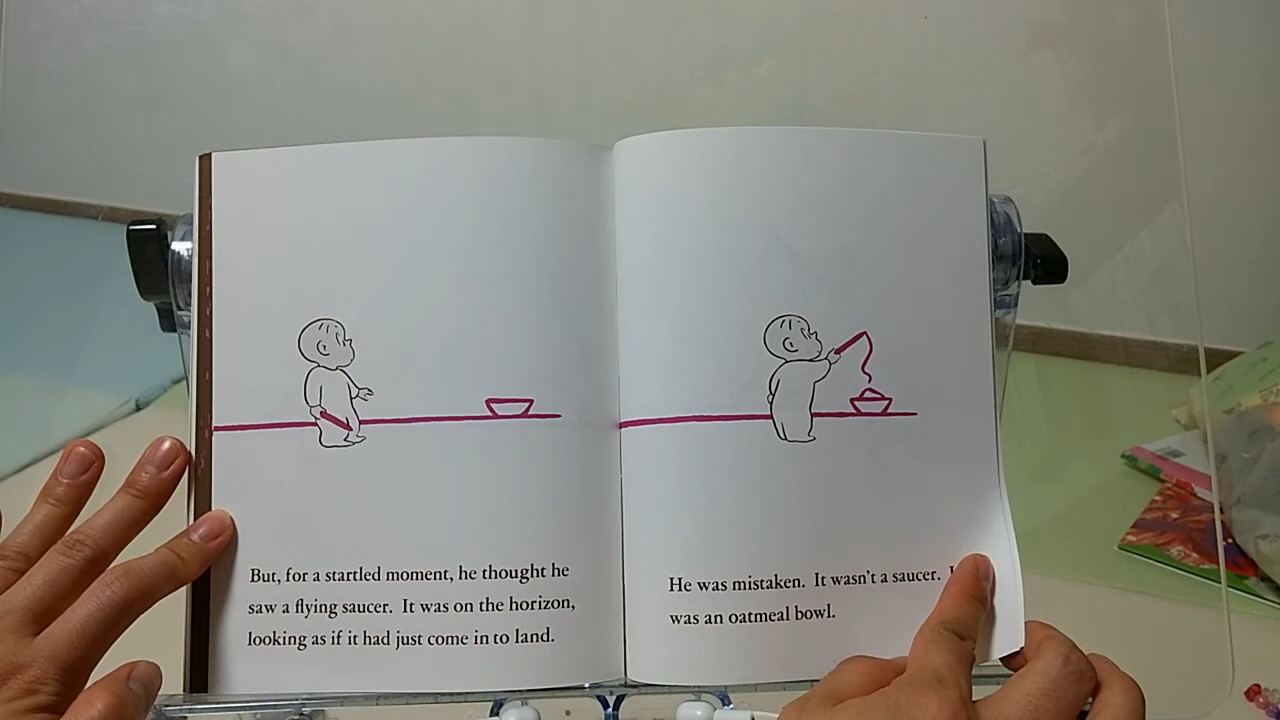 But, for a startled moment, he thought he
saw a flying saucer. It was on the horizon,
looking as if it had just come in to land.
He was mistaken. It wasn't a saucer.
was an oatmeal bowl.